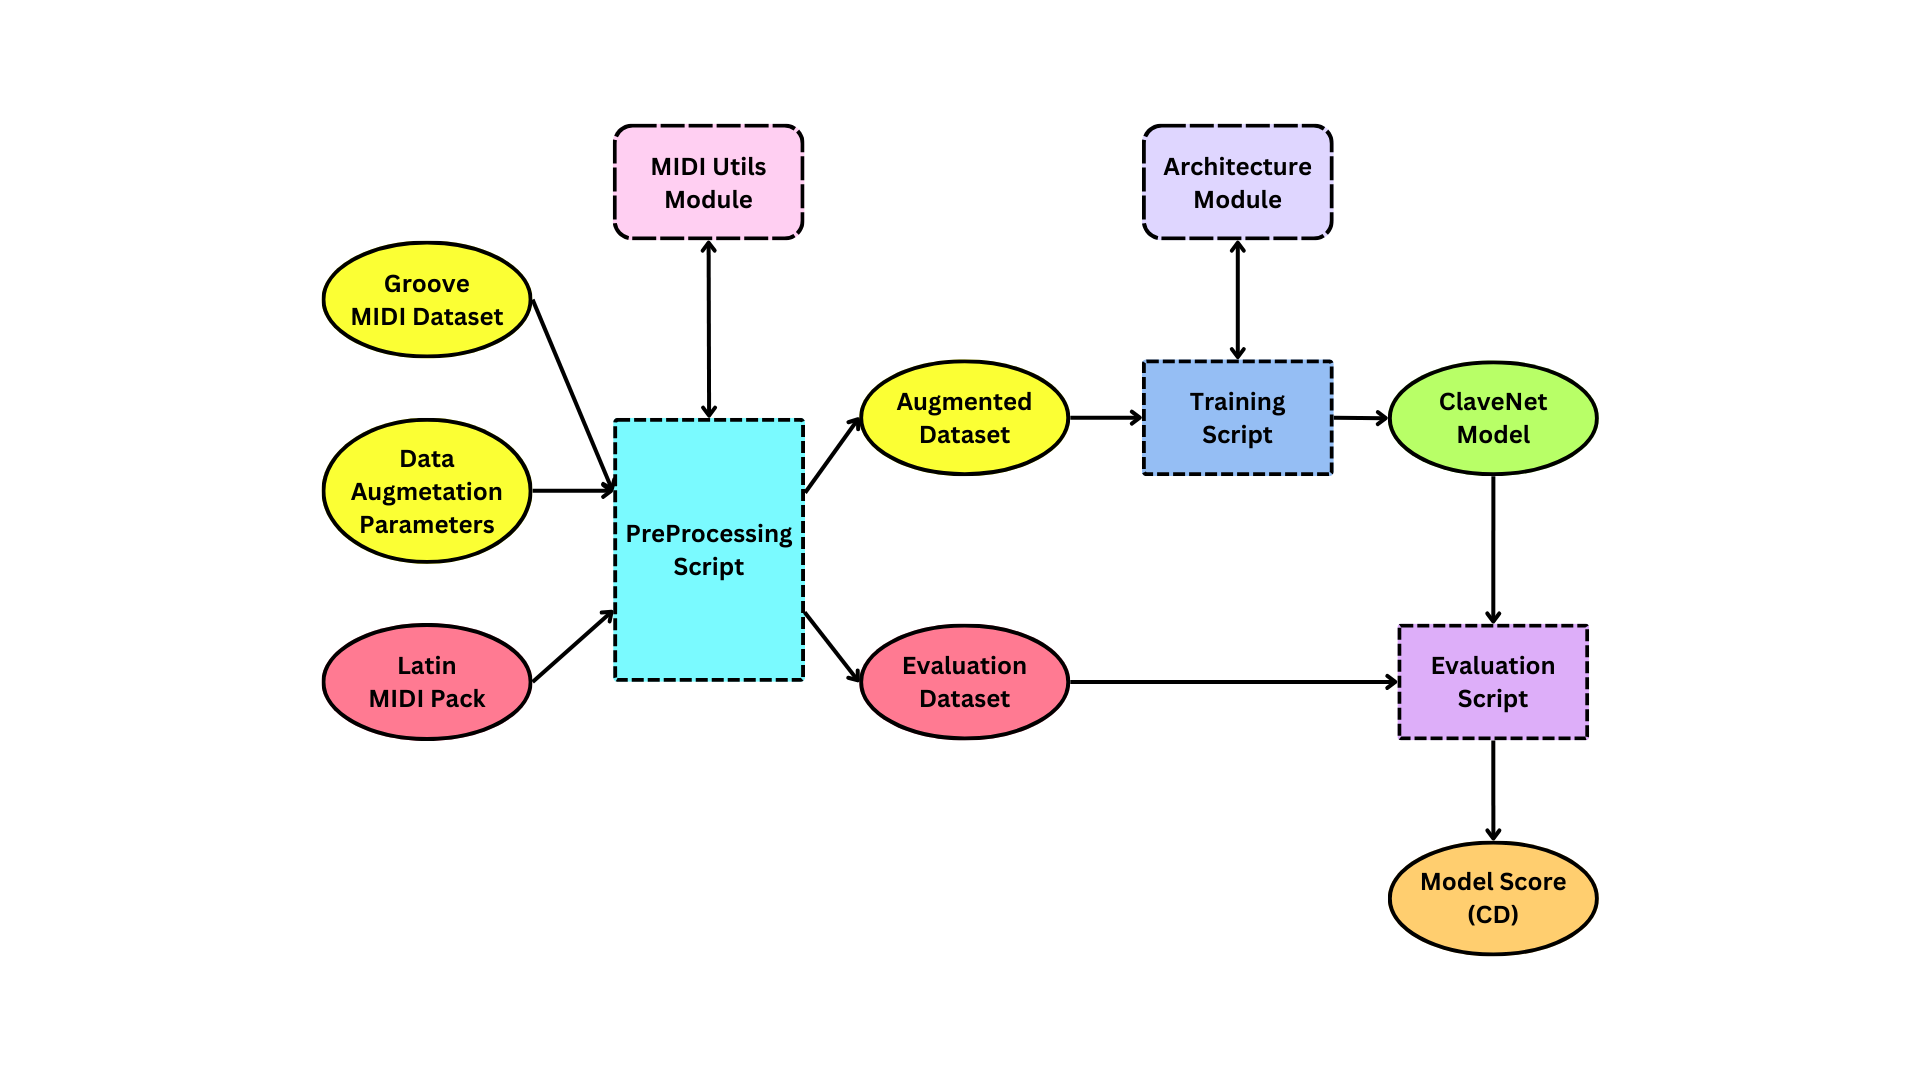 MIDI Utils
Module
Architecture
Module
Groove
MIDI Dataset
Data
Augmetation
Parameters
Latin
MIDI Pack
PreProcessing
Script
Augmented
Dataset
Evaluation
Dataset
Training
Script
ClaveNet
Model
Evaluation
Script
Model Score
(CD)